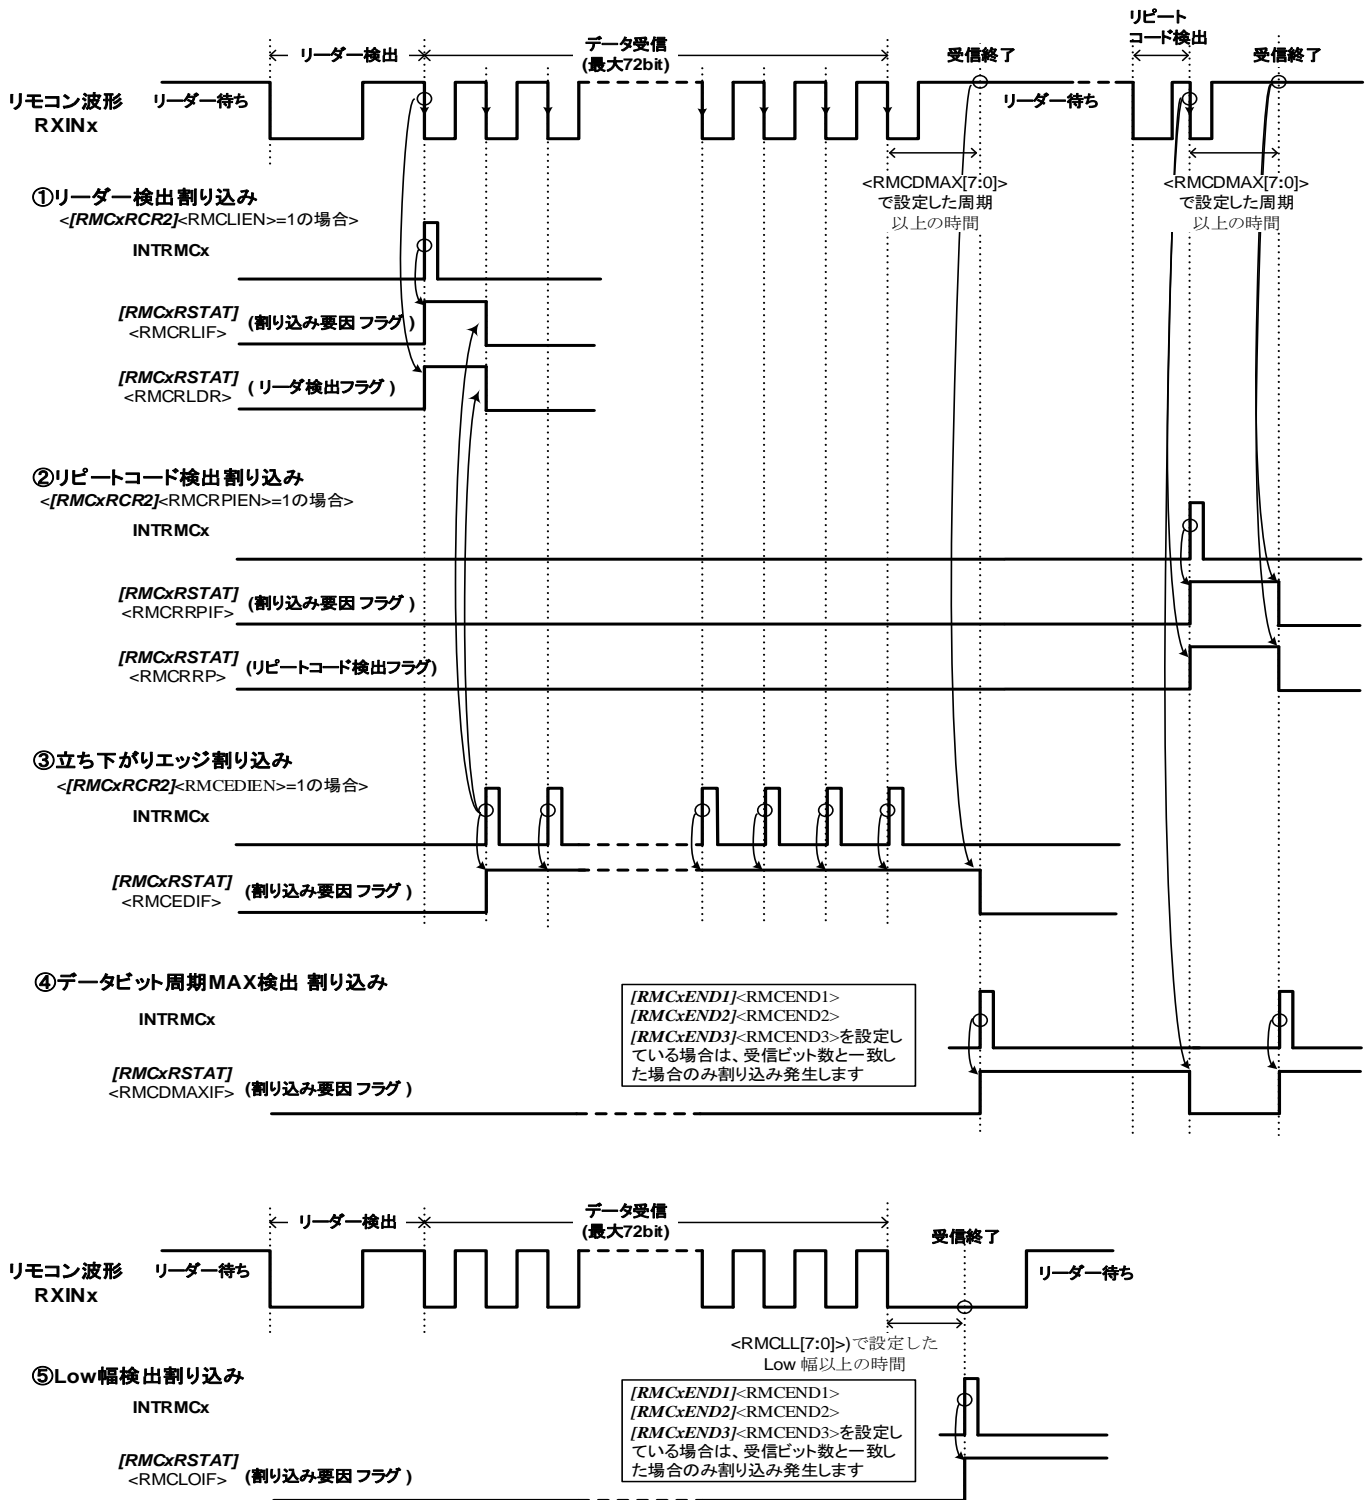 リピート
コード検出
リーダー検出
データ受信
(最大72bit)
受信終了
受信終了
リモコン波形
RXINx
リーダー待ち
リーダー待ち
<RMCDMAX[7:0]>
で設定した周期
以上の時間
<RMCDMAX[7:0]>
で設定した周期
以上の時間
①リーダー検出割り込み
<[RMCxRCR2]<RMCLIEN>=1の場合>
INTRMCx
[RMCxRSTAT]
<RMCRLIF>
(割り込み要因フラグ)
[RMCxRSTAT]
<RMCRLDR>
(リーダ検出フラグ)
②リピートコード検出割り込み
<[RMCxRCR2]<RMCRPIEN>=1の場合>
INTRMCx
[RMCxRSTAT]
<RMCRRPIF>
(割り込み要因フラグ)
[RMCxRSTAT]
<RMCRRP>
(リピートコード検出フラグ)
③立ち下がりエッジ割り込み
<[RMCxRCR2]<RMCEDIEN>=1の場合>
INTRMCx
[RMCxRSTAT]
<RMCEDIF>
(割り込み要因フラグ)
④データビット周期MAX検出 割り込み
INTRMCx
[RMCxEND1]<RMCEND1>
[RMCxEND2]<RMCEND2>
[RMCxEND3]<RMCEND3>を設定し
ている場合は、受信ビット数と一致し
た場合のみ割り込み発生します
[RMCxRSTAT]
<RMCDMAXIF>
(割り込み要因フラグ)
リーダー検出
データ受信
(最大72bit)
受信終了
リモコン波形
RXINx
リーダー待ち
リーダー待ち
<RMCLL[7:0]>)で設定した
Low 幅以上の時間
⑤Low幅検出割り込み
INTRMCx
[RMCxEND1]<RMCEND1>
[RMCxEND2]<RMCEND2>
[RMCxEND3]<RMCEND3>を設定し
ている場合は、受信ビット数と一致し
た場合のみ割り込み発生します
[RMCxRSTAT]
<RMCLOIF>
(割り込み要因フラグ)